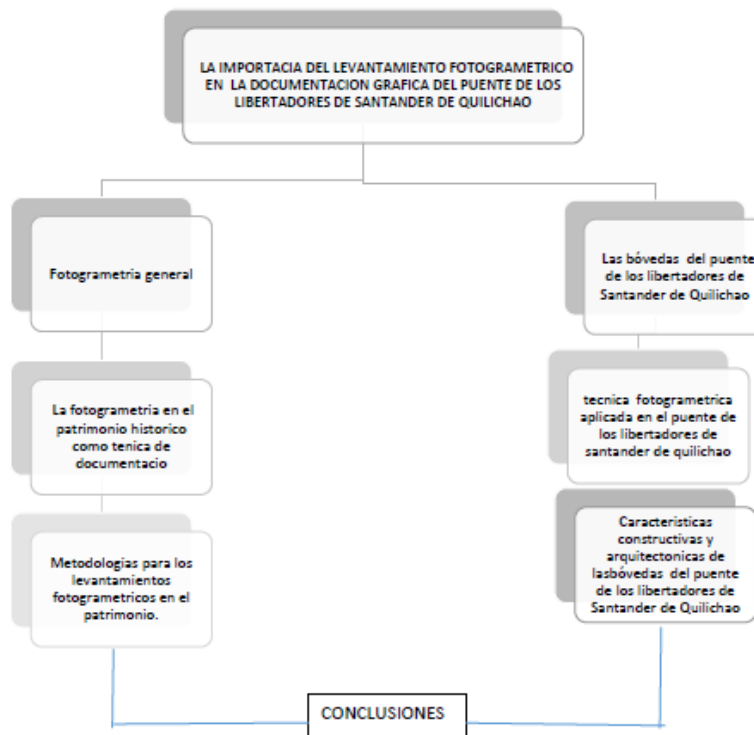 LA IMPORTACIA DEL LEVANTAMIENTO FOTOGRAMETRICO
EN LA DOCUMENTACION GRAFICA DEL PUENTE DE LOS
LIBERTADORES DE SANTANDER DE QUILICHAO
Fotogrametria general
La fotogrametria en el
patrimonio historico
como tenica de
documentacio
Metodologias para los
levantamientos
fotogrametricos en el
patrimonio.
Las bóvedas del puente
de los libertadores de
Santander de Quilichao
tecnica fotogrametrica
aplicada en el puente de
los libertadores de
santander de quilichao
Caracteristicas
constructivas y
arquitectonicas de
lasbóvedas del puente
de los libertadores de
Santander de Quilichao
CONCLUSIONES